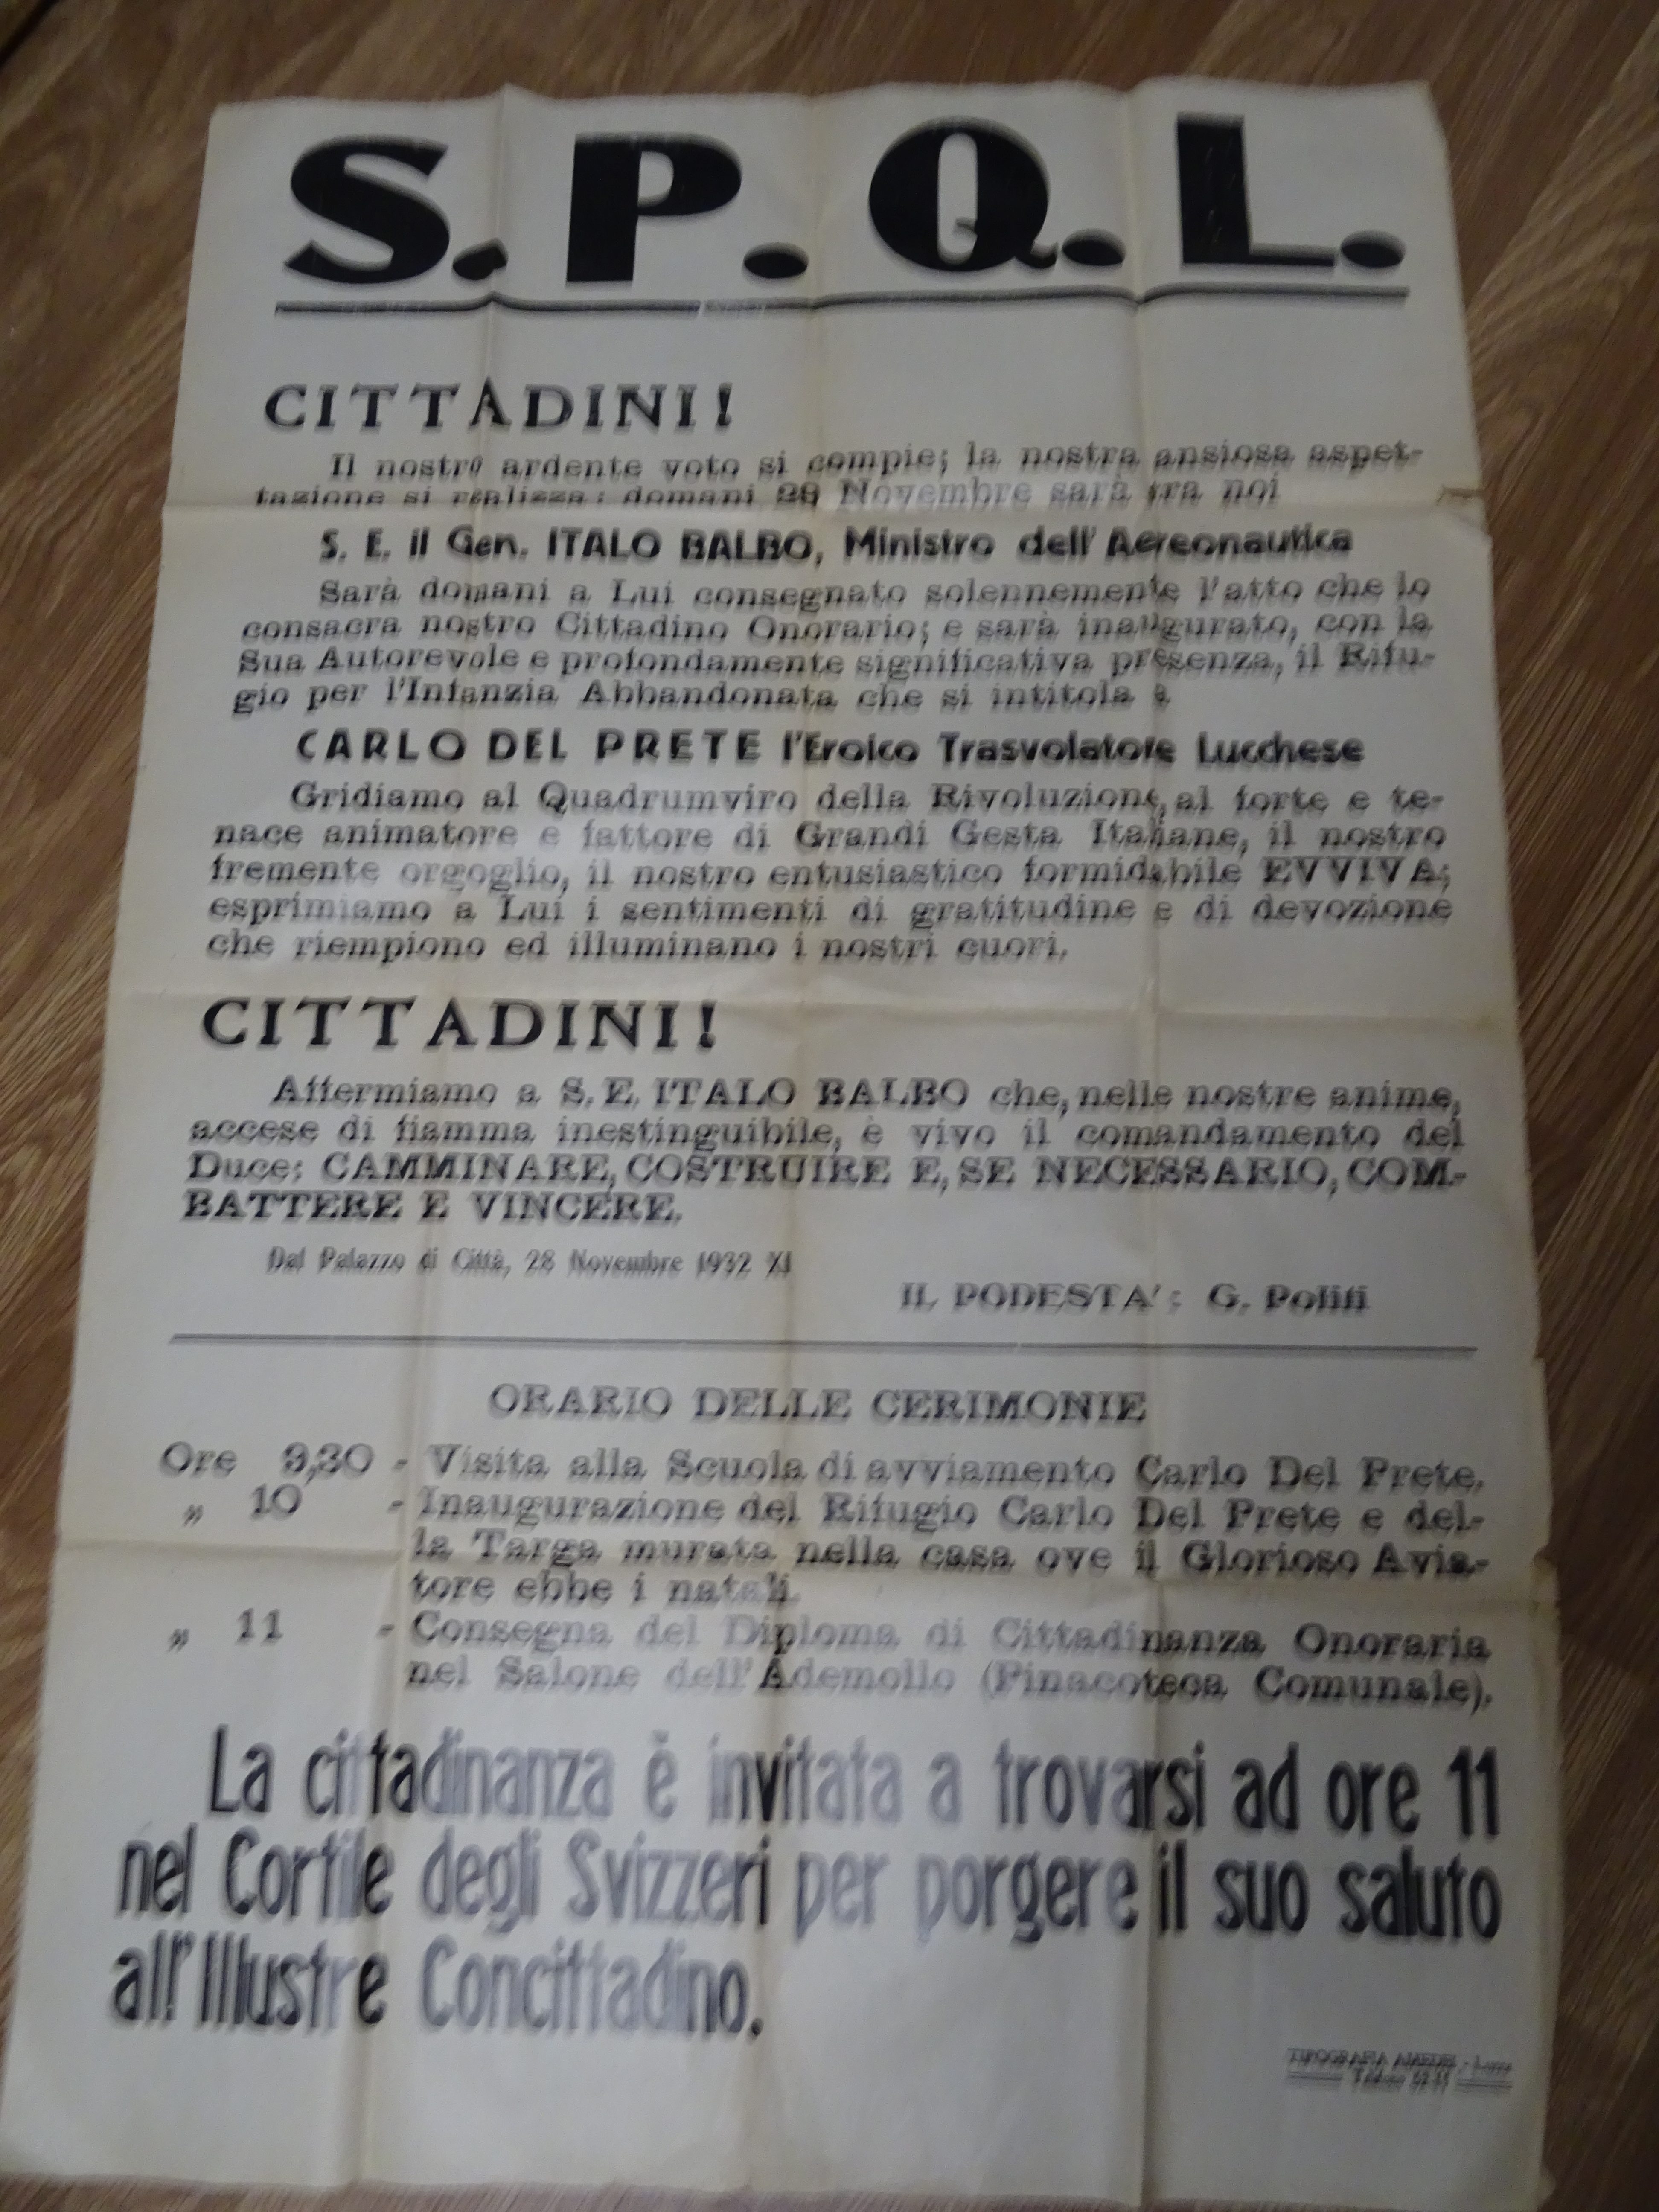 S. P. Q. L.
CITTADINI!
Il nostro ardente voto si compie; la nostra ansiosa aspet-
tazione si realizza: domani 29 Novembre sarà tra noi
S. E. il Gen. ITALO BALBO, Ministro dell'Aereonautica
Sarà domani a Lui consegnato solennemente l'atto che lo
consacra nostro Cittadino Onorario; e sarà inaugurato, con la
Sua Autorevole e profondamente significativa presenza, il Rifu-
gio per l'Infanzia Abbandonata che si intitola a
CARLO DEL PRETE l'Eroico Trasvolatore Lucchese
Gridiamo al Quadrumviro della Rivoluzione, al forte e te-
nace animatore e fattore di Grandi Gesta Italiane, il nostro
fremente orgoglio, il nostro entusiastico formidabile EVVIVA;
esprimiamo a Lui i sentimenti di gratitudine e di devozione
che riempiono ed illuminano i nostri cuori.
CITTADINI!
Affermiamo a S. E. ITALO BALBO che, nelle nostre anime,
accese di fiamma inestinguibile, è vivo il comandamento del
Duce: CAMMINARE, COSTRUIRE E, SE NECESSARIO, COM-
BATTERE E VINCERE.
Dal Palazzo di Città, 28 Novembre 1932 XI
IL PODESTA': G. Politi
ORARIO DELLE CERIMONIE
Ore 9,30 - Visita alla Scuola di avviamento Carlo Del Prete.
„ 10 - Inaugurazione del Rifugio Carlo Del Prete e del-
la Targa murata nella casa ove il Glorioso Avia-
tore ebbe i natali.
„ 11 - Consegna del Diploma di Cittadinanza Onoraria
nel Salone dell'Ademollo (Pinacoteca Comunale).
La cittadinanza è invitata a trovarsi ad ore 11
nel Cortile degli Svizzeri per porgere il suo saluto
all'Illustre Concittadino.
TIPOGRAFIA AMEDEI - Lucca